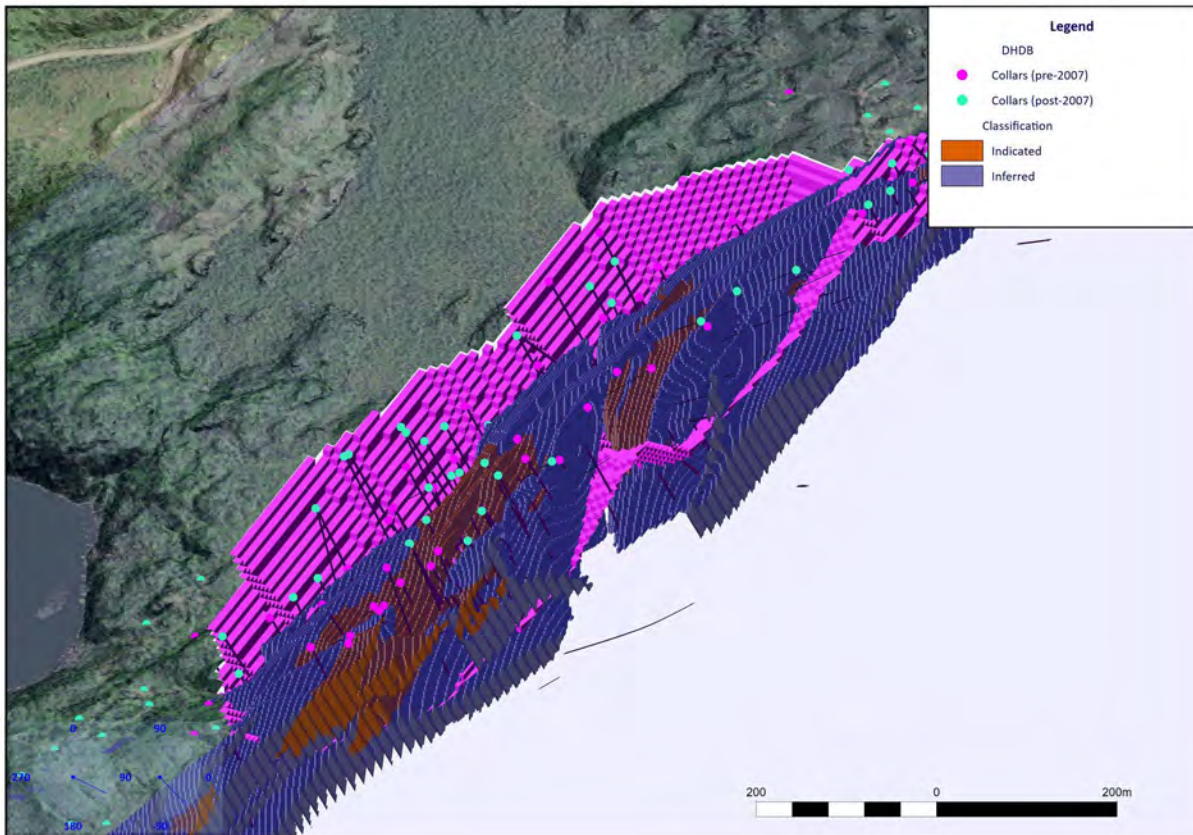 Legend
DHDB
Collars (pre-2007)
Collars (post-2007)
Classification
Indicated
Inferred
0 90
270 90 0
180 -90
200 0 200m